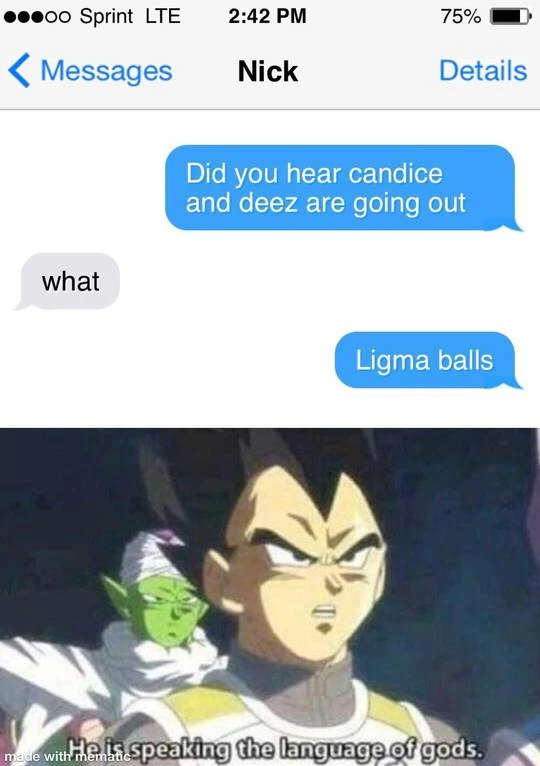 ●●●○○ Sprint LTE 2:42 PM 75%
Messages Nick Details
Did you hear candice
and deez are going out
what
Ligma balls
He is speaking the language of gods.
made with mematic